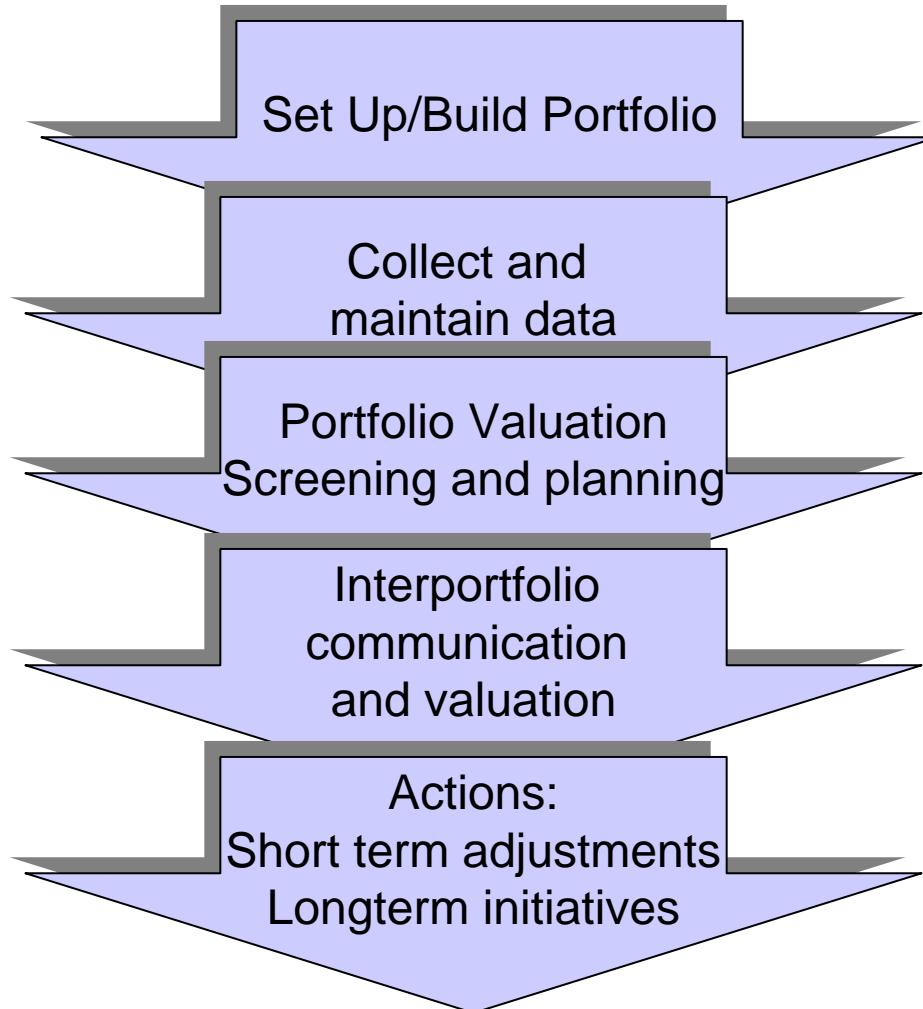 Set Up/Build Portfolio
Collect and
maintain data
Portfolio Valuation
Screening and planning
Interportfolio
communication
and valuation
Actions:
Short term adjustments
Longterm initiatives